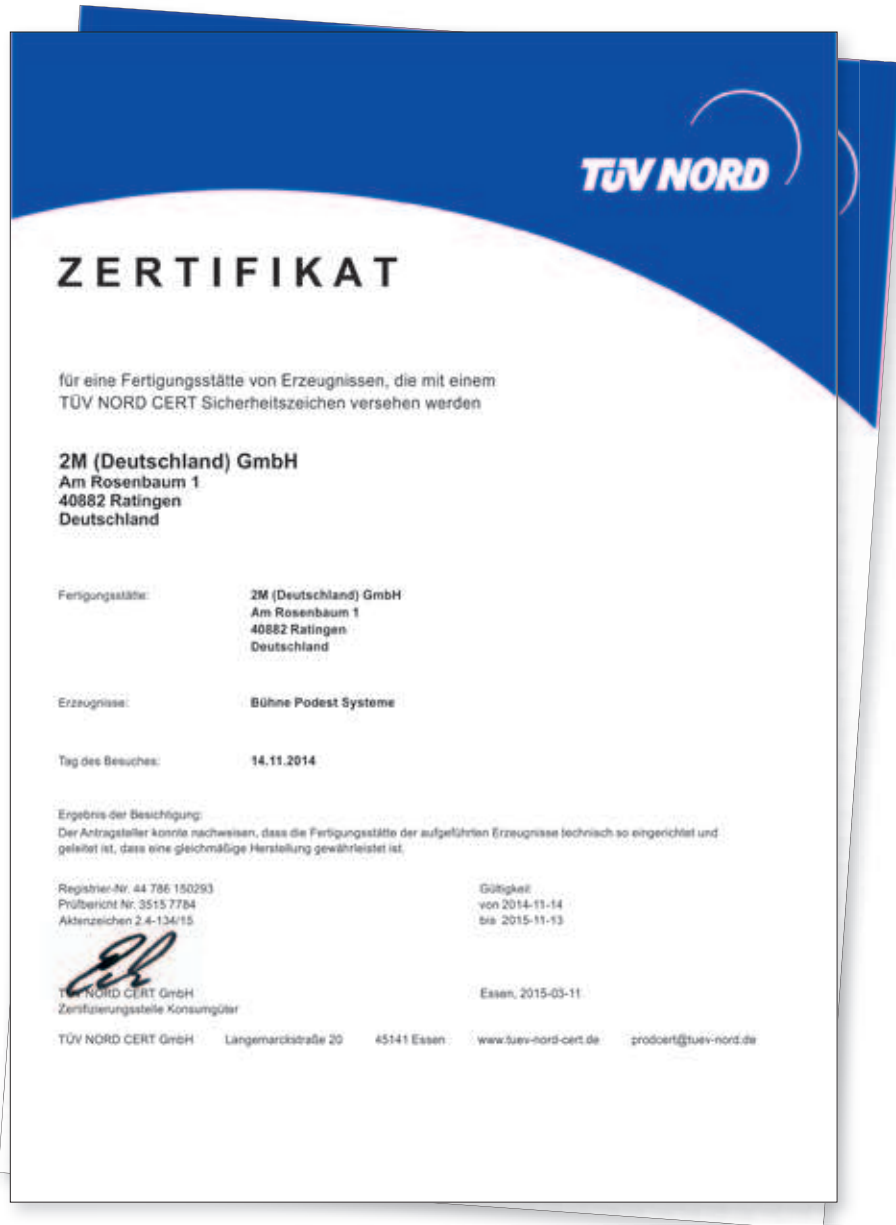 TÜV NORD
ZERTIFIKAT
für eine Fertigungsstätte von Erzeugnissen, die mit einem
TÜV NORD CERT Sicherheitszeichen versehen werden
2M (Deutschland) GmbH
Am Rosenbaum 1
40882 Ratingen
Deutschland
Fertigungsstätte: 2M (Deutschland) GmbH
Am Rosenbaum 1
40882 Ratingen
Deutschland
Erzeugnisse: Bühne Podest Systeme
Tag des Besuches: 14.11.2014
Ergebnis der Besichtigung:
Der Antragsteller konnte nachweisen, dass die Fertigungsstätte der aufgeführten Erzeugnisse technisch so eingerichtet und
geleitet ist, dass eine gleichmäßige Herstellung gewährleistet ist.
Registrier-Nr. 44 786 150293
Prüfbericht Nr. 3515 7784
Aktenzeichen 2.4-134/15
Gültigkeit
von 2014-11-14
bis 2015-11-13
TÜV NORD CERT GmbH
Zertifizierungsstelle Konsumgüter
Essen, 2015-03-11
TÜV NORD CERT GmbH Langemarckstraße 20 45141 Essen www.tuev-nord-cert.de prodcert@tuev-nord.de